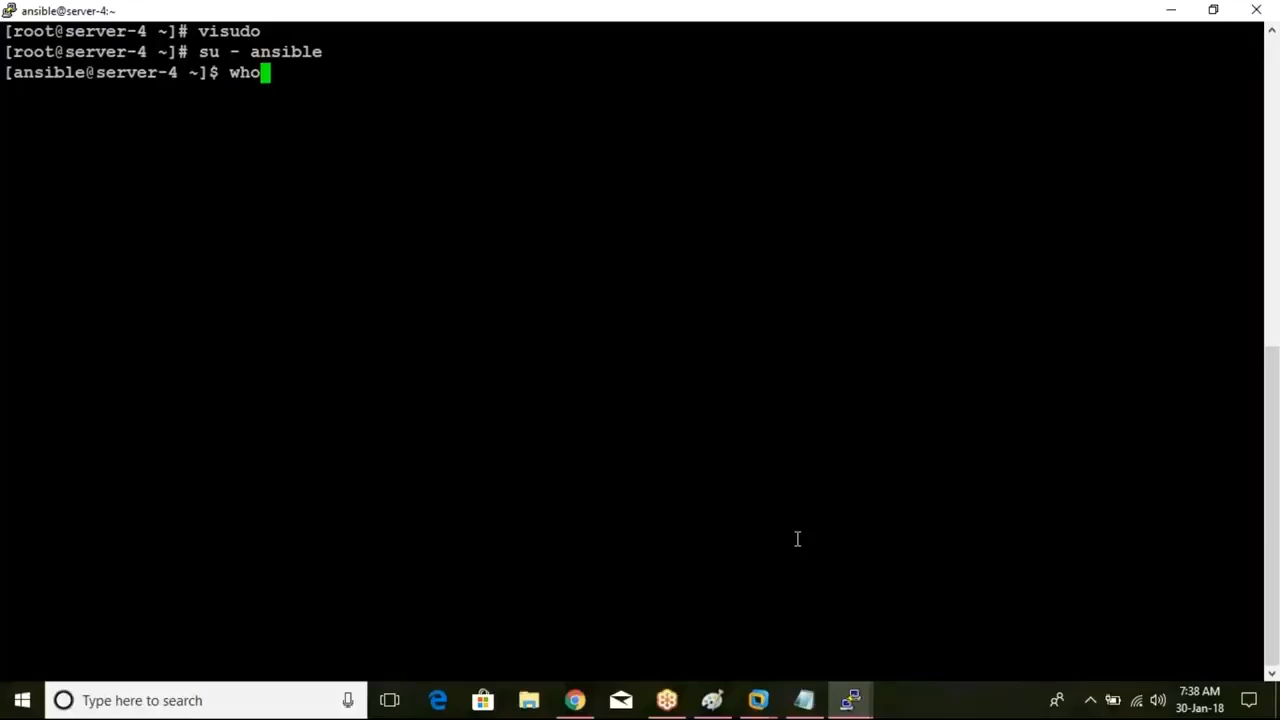 ansible@server-4:~
[root@server-4 ~]# visudo
[root@server-4 ~]# su - ansible
[ansible@server-4 ~]$ who
Type here to search
7:38 AM
30-Jan-18